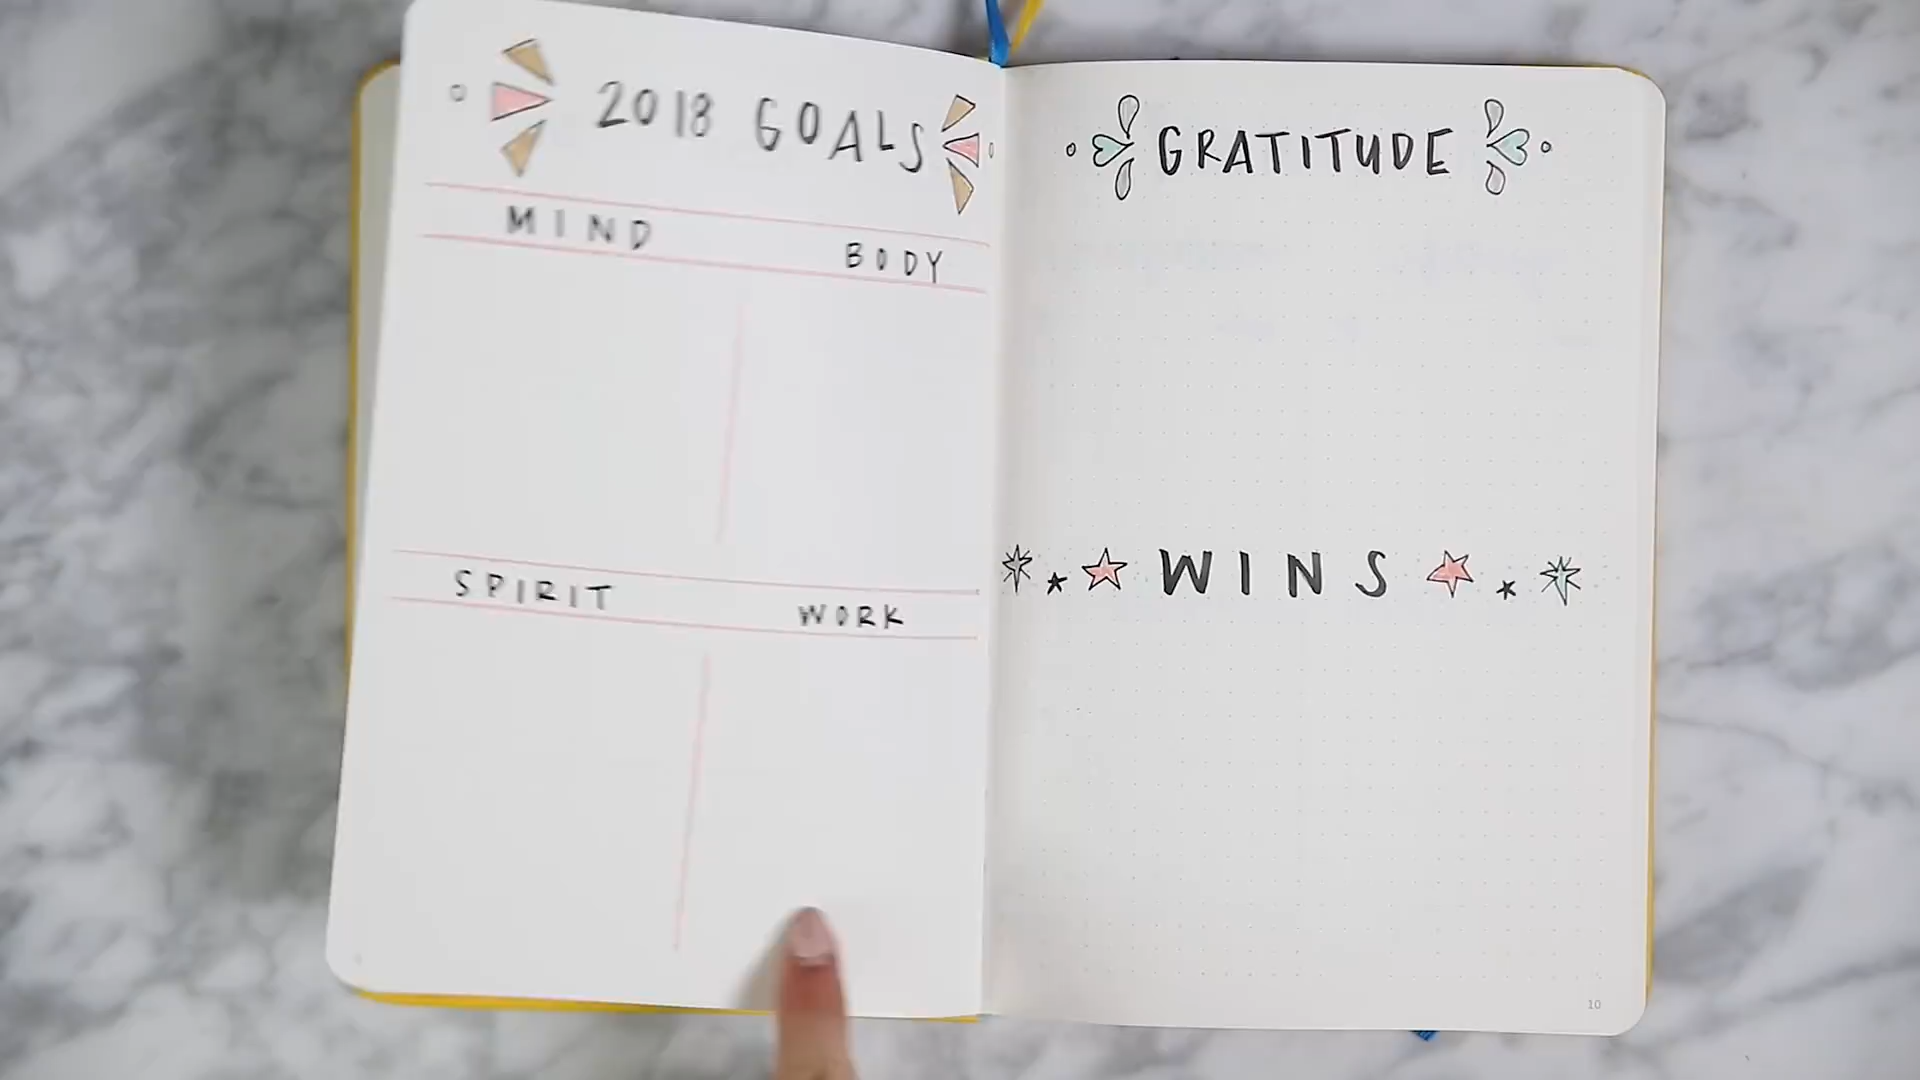 2018 GOALS
MIND BODY
SPIRIT WORK
GRATITUDE
WINS
10